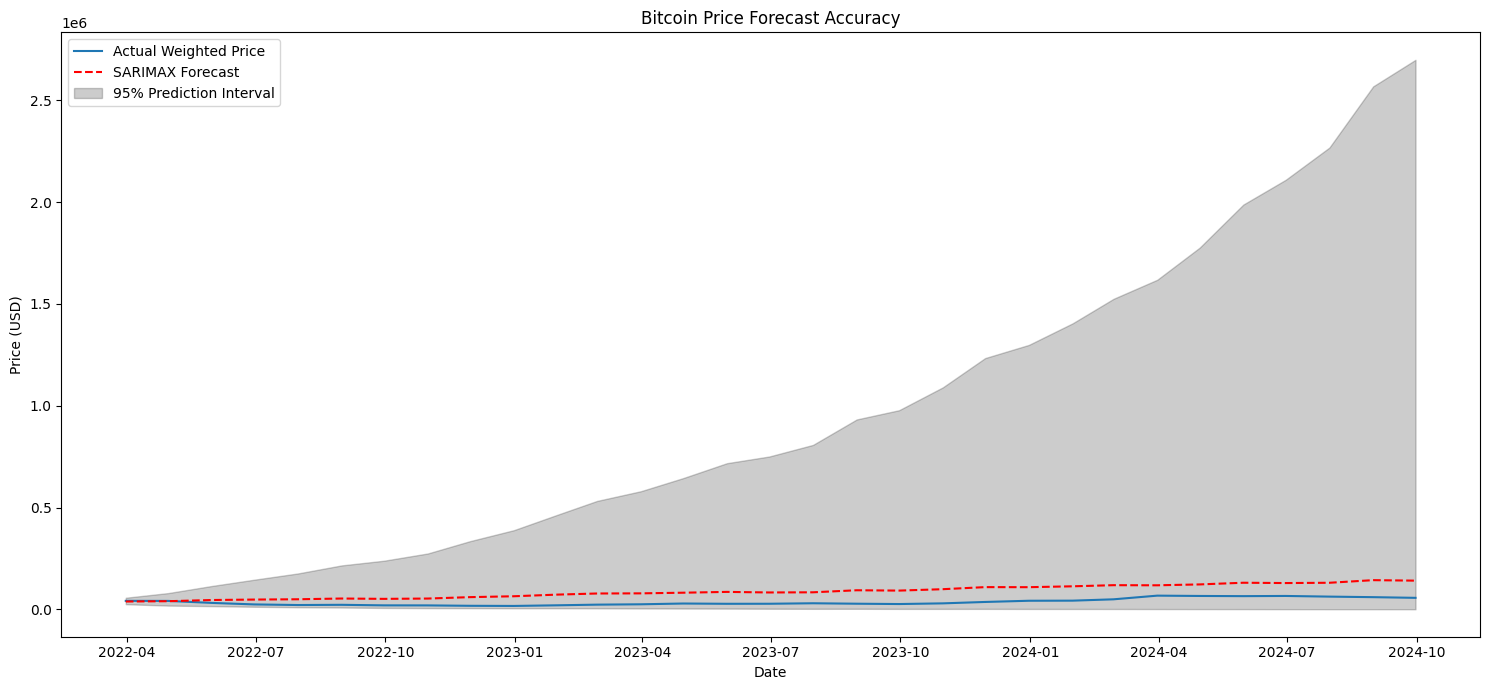 Bitcoin Price Forecast Accuracy
1e6
Actual Weighted Price
SARIMAX Forecast
95% Prediction Interval
2.5
2.0
1.5
1.0
0.5
0.0
Price (USD)
2022-04 2022-07 2022-10 2023-01 2023-04 2023-07 2023-10 2024-01 2024-04 2024-07 2024-10
Date